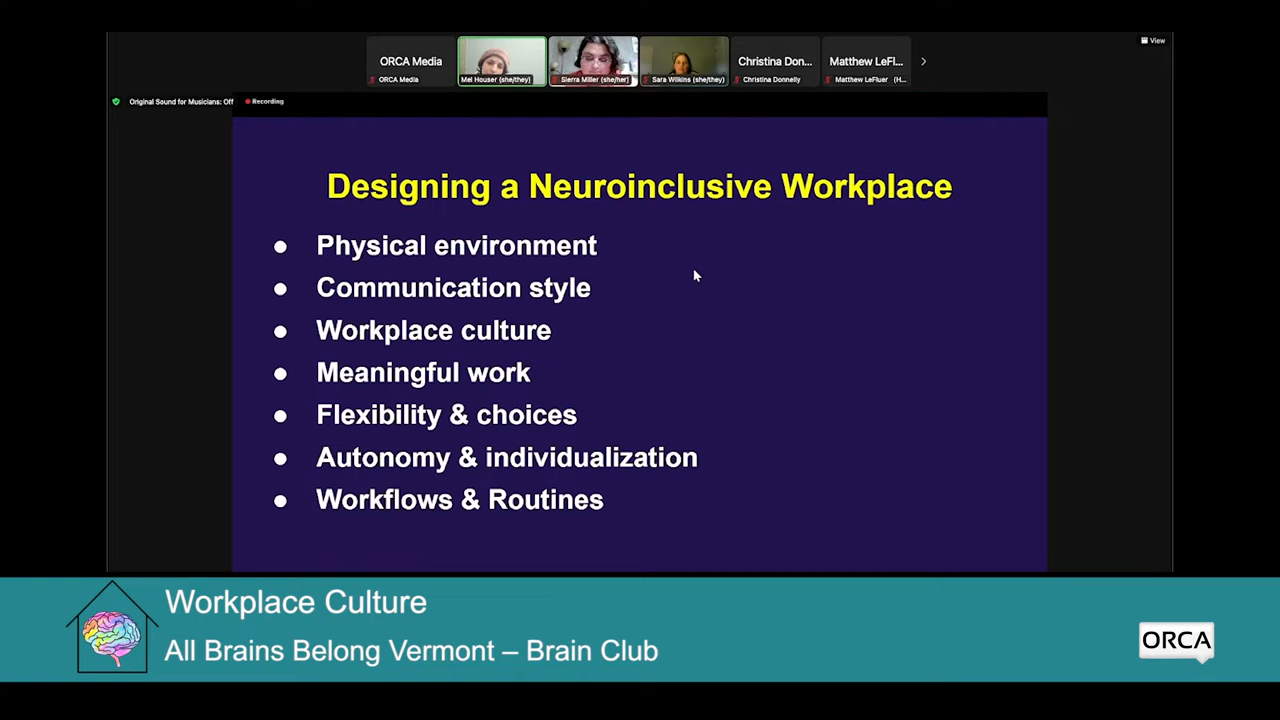 View
ORCA Media
Christina Don...
Matthew LeFl...
ORCA Media
Mel Houser (she/they)
Sierra Miller (she/her)
Sara Wilkins (she/they)
Christina Donnelly
Matthew LeFluer (H...
Original Sound for Musicians: Off
Recording
Designing a Neuroinclusive Workplace
● Physical environment
● Communication style
● Workplace culture
● Meaningful work
● Flexibility & choices
● Autonomy & individualization
● Workflows & Routines
Workplace Culture
All Brains Belong Vermont – Brain Club
ORCA